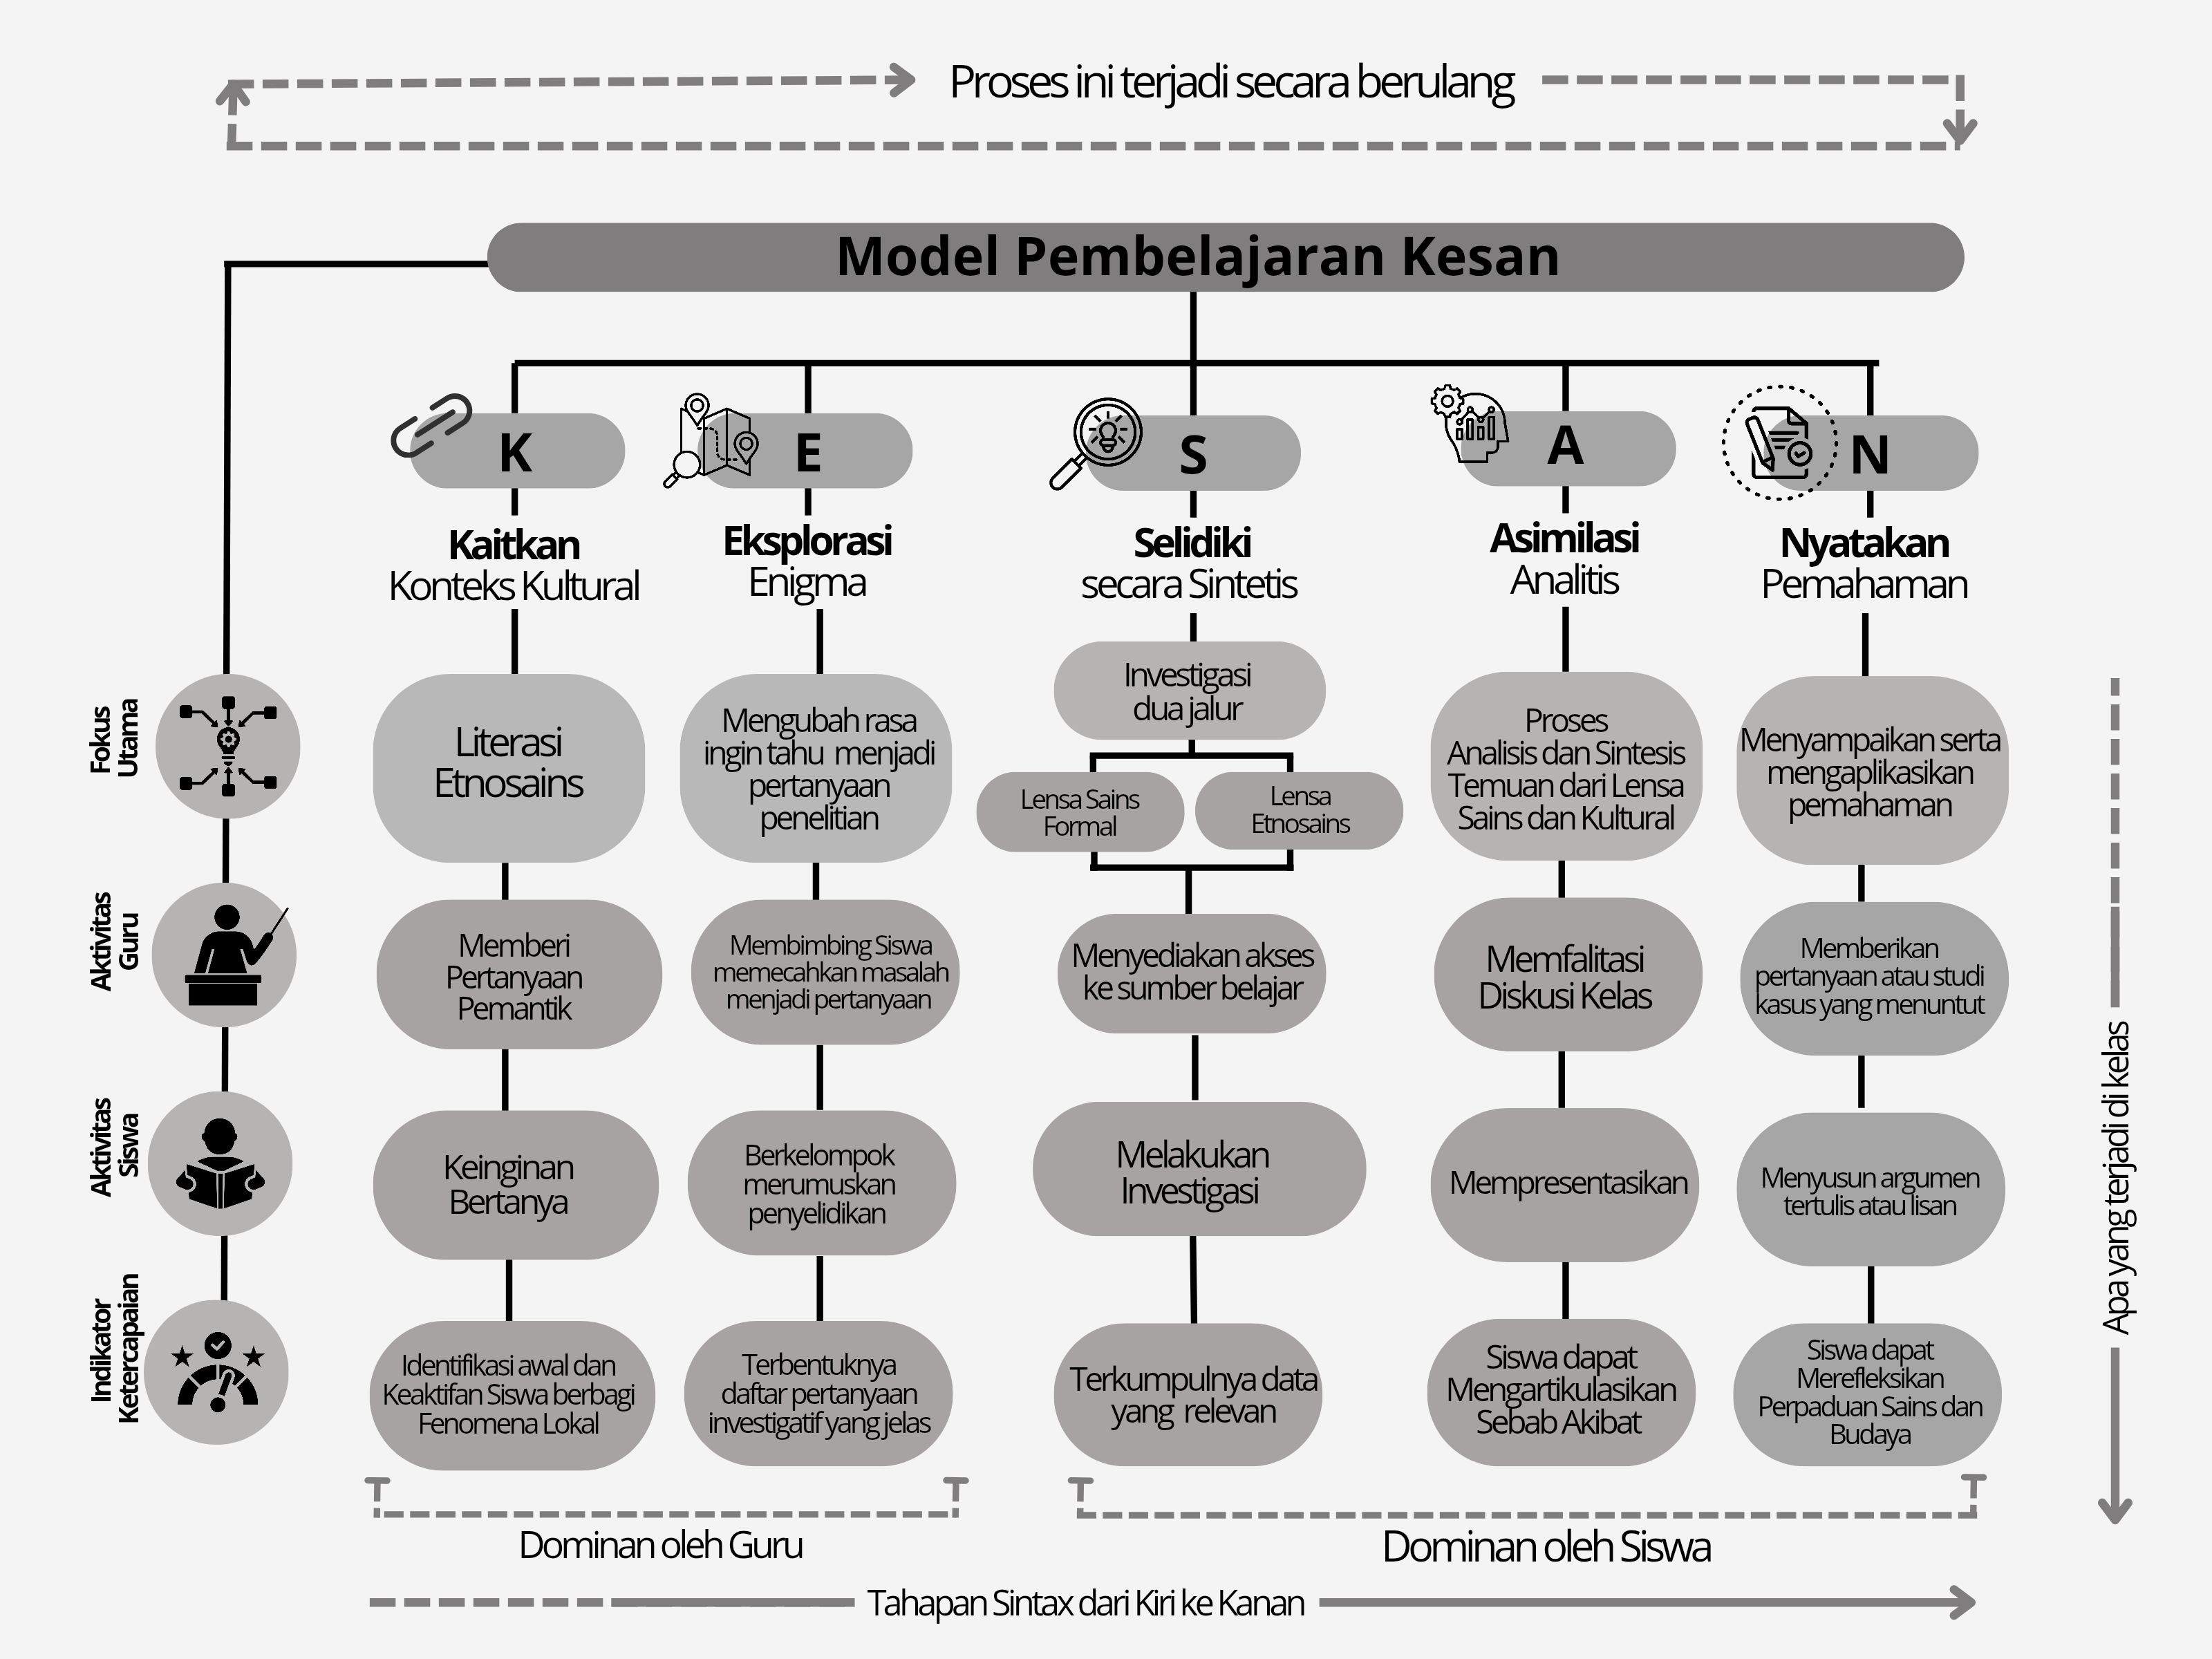 Proses ini terjadi secara berulang
Model Pembelajaran Kesan
K
E
S
A
N
Kaitkan
Konteks Kultural
Eksplorasi
Enigma
Selidiki
secara Sintetis
Asimilasi
Analitis
Nyatakan
Pemahaman
Fokus
Utama
Literasi
Etnosains
Mengubah rasa
ingin tahu menjadi
pertanyaan
penelitian
Investigasi
dua jalur
Lensa Sains
Formal
Lensa
Etnosains
Proses
Analisis dan Sintesis
Temuan dari Lensa
Sains dan Kultural
Menyampaikan serta
mengaplikasikan
pemahaman
Aktivitas
Guru
Memberi
Pertanyaan
Pemantik
Membimbing Siswa
memecahkan masalah
menjadi pertanyaan
Menyediakan akses
ke sumber belajar
Memfalitasi
Diskusi Kelas
Memberikan
pertanyaan atau studi
kasus yang menuntut
Aktivitas
Siswa
Keinginan
Bertanya
Berkelompok
merumuskan
penyelidikan
Melakukan
Investigasi
Mempresentasikan
Menyusun argumen
tertulis atau lisan
Indikator
Ketercapaian
Identifikasi awal dan
Keaktifan Siswa berbagi
Fenomena Lokal
Terbentuknya
daftar pertanyaan
investigatif yang jelas
Terkumpulnya data
yang relevan
Siswa dapat
Mengartikulasikan
Sebab Akibat
Siswa dapat
Merefleksikan
Perpaduan Sains dan
Budaya
Apa yang terjadi di kelas
Dominan oleh Guru
Dominan oleh Siswa
Tahapan Sintax dari Kiri ke Kanan